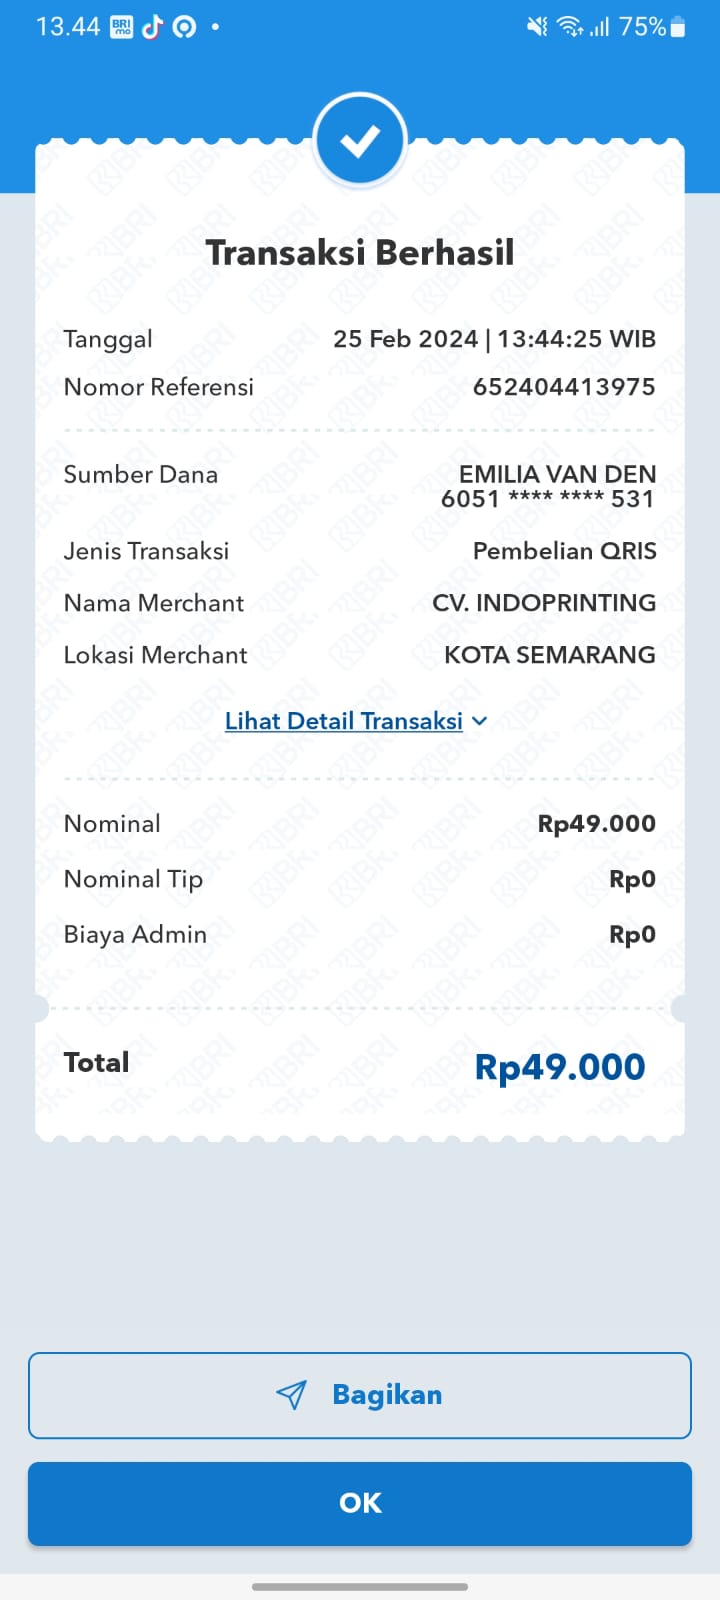 13.44 BRI mo 75%
Transaksi Berhasil
Tanggal 25 Feb 2024 | 13:44:25 WIB
Nomor Referensi 652404413975
Sumber Dana EMILIA VAN DEN
6051 **** **** 531
Jenis Transaksi Pembelian QRIS
Nama Merchant CV. INDOPRINTING
Lokasi Merchant KOTA SEMARANG
Lihat Detail Transaksi
Nominal Rp49.000
Nominal Tip Rp0
Biaya Admin Rp0
Total Rp49.000
Bagikan
OK